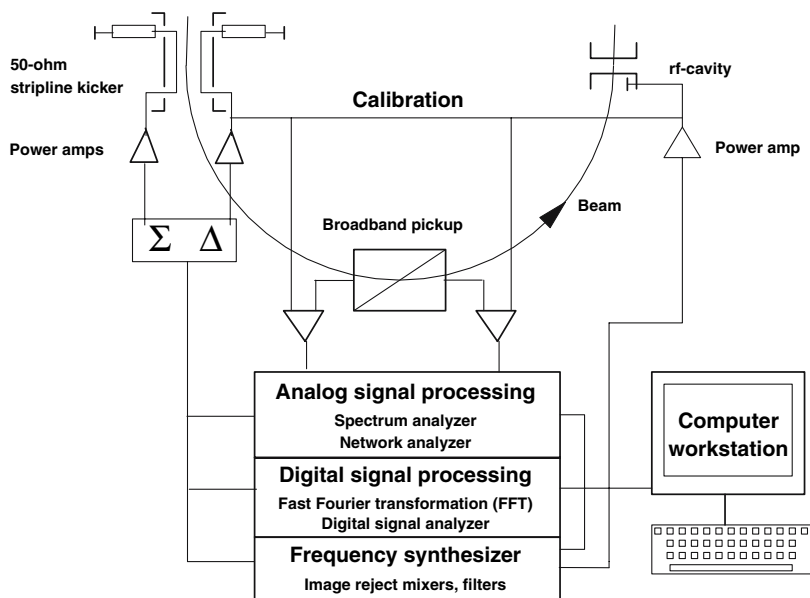 50-ohm
stripline kicker
rf-cavity
Calibration
Power amps
Power amp
Beam
Broadband pickup
Σ Δ
Analog signal processing
Spectrum analyzer
Network analyzer
Computer
workstation
Digital signal processing
Fast Fourier transformation (FFT)
Digital signal analyzer
Frequency synthesizer
Image reject mixers, filters